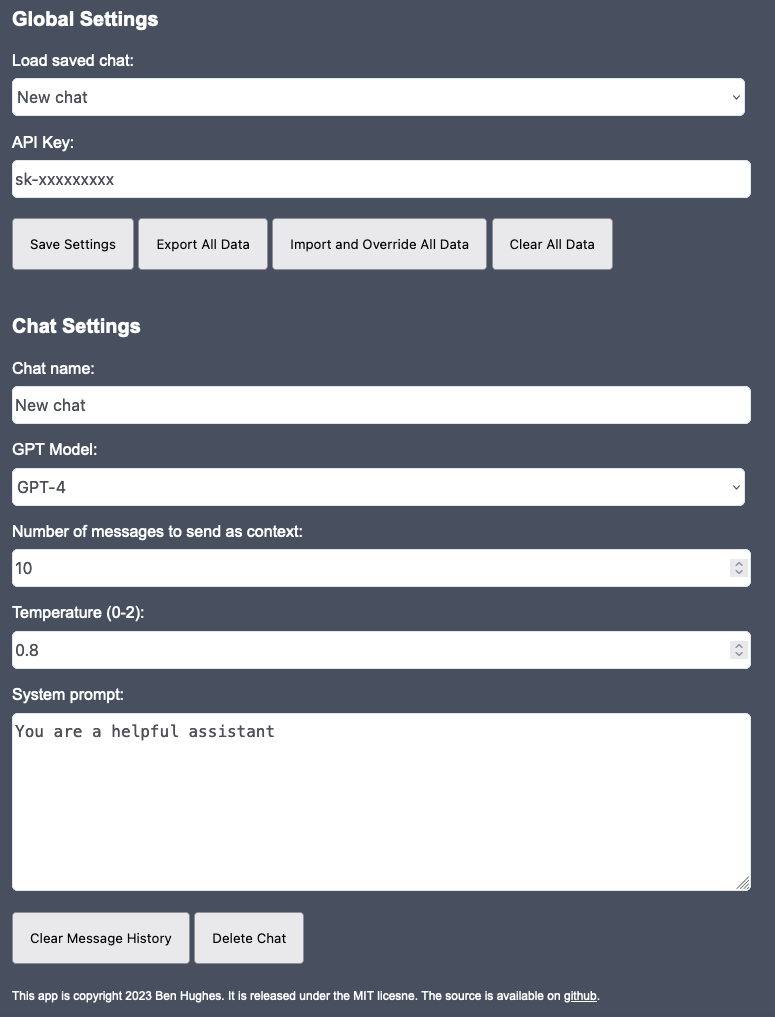 Global Settings
Load saved chat:
New chat
API Key:
sk-xxxxxxxxx
Save Settings Export All Data Import and Override All Data Clear All Data
Chat Settings
Chat name:
New chat
GPT Model:
GPT-4
Number of messages to send as context:
10
Temperature (0-2):
0.8
System prompt:
You are a helpful assistant
Clear Message History Delete Chat
This app is copyright 2023 Ben Hughes. It is released under the MIT licesne. The source is available on github.